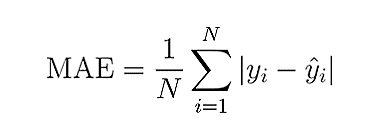 MAE = \frac{1}{N} \sum_{i=1}^{N} |y_i - \hat{y}_i|